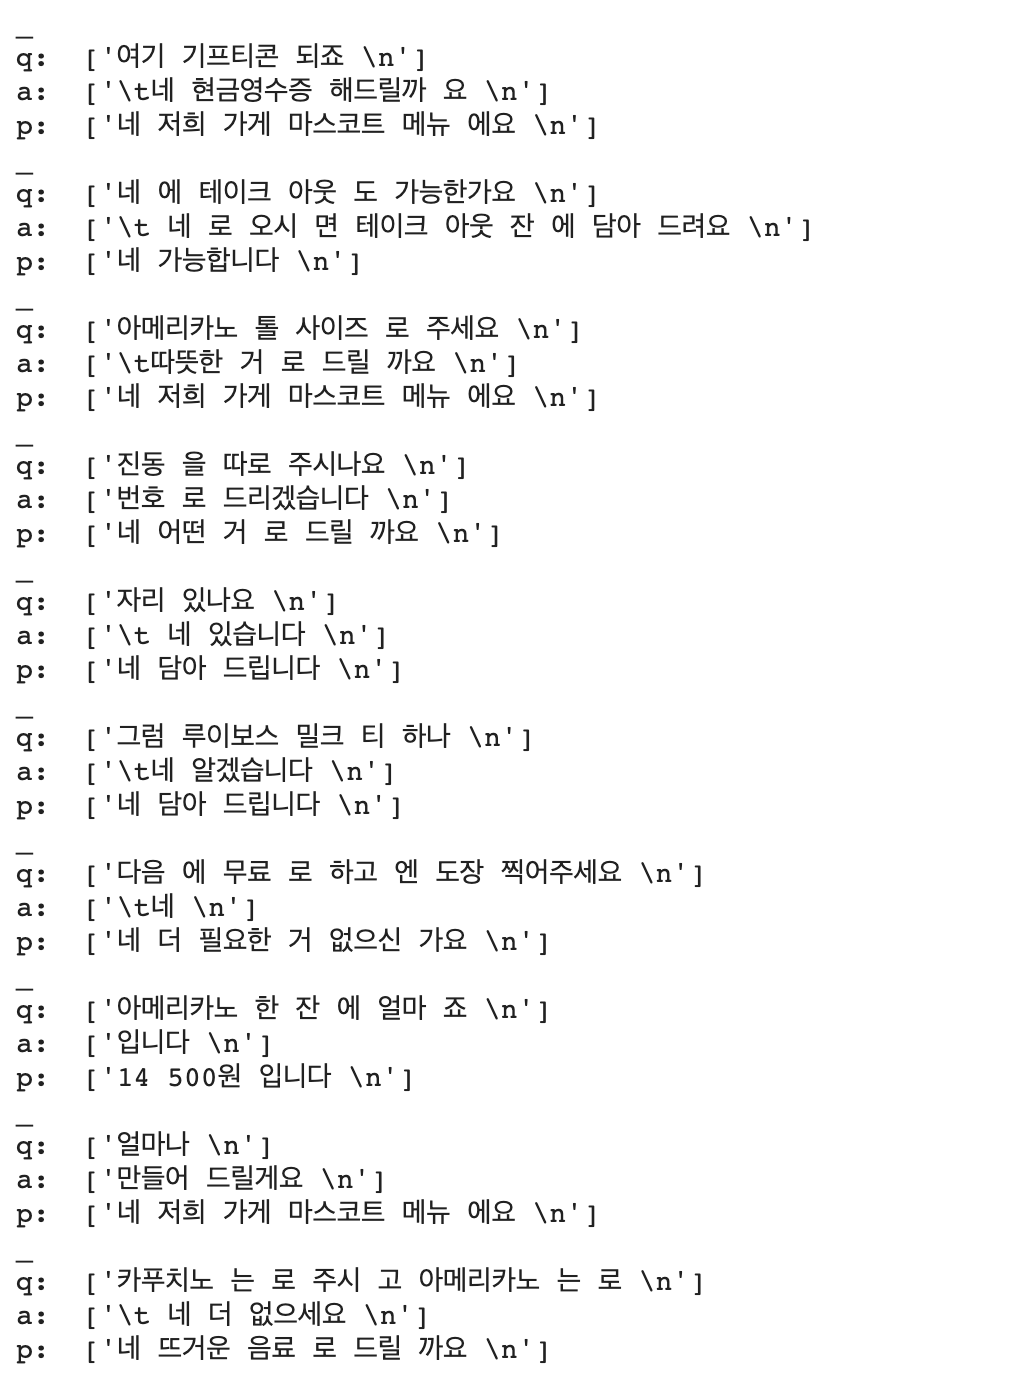 _
q:  ['여기 기프티콘 되죠 \n']
a:  ['\t네 현금영수증 해드릴까 요 \n']
p:  ['네 저희 가게 마스코트 메뉴 에요 \n']
_
q:  ['네 에 테이크 아웃 도 가능한가요 \n']
a:  ['\t 네 로 오시 면 테이크 아웃 잔 에 담아 드려요 \n']
p:  ['네 가능합니다 \n']
_
q:  ['아메리카노 톨 사이즈 로 주세요 \n']
a:  ['\t따뜻한 거 로 드릴 까요 \n']
p:  ['네 저희 가게 마스코트 메뉴 에요 \n']
_
q:  ['진동 을 따로 주시나요 \n']
a:  ['번호 로 드리겠습니다 \n']
p:  ['네 어떤 거 로 드릴 까요 \n']
_
q:  ['자리 있나요 \n']
a:  ['\t 네 있습니다 \n']
p:  ['네 담아 드립니다 \n']
_
q:  ['그럼 루이보스 밀크 티 하나 \n']
a:  ['\t네 알겠습니다 \n']
p:  ['네 담아 드립니다 \n']
_
q:  ['다음 에 무료 로 하고 엔 도장 찍어주세요 \n']
a:  ['\t네 \n']
p:  ['네 더 필요한 거 없으신 가요 \n']
_
q:  ['아메리카노 한 잔 에 얼마 죠 \n']
a:  ['입니다 \n']
p:  ['14 500원 입니다 \n']
_
q:  ['얼마나 \n']
a:  ['만들어 드릴게요 \n']
p:  ['네 저희 가게 마스코트 메뉴 에요 \n']
_
q:  ['카푸치노 는 로 주시 고 아메리카노 는 로 \n']
a:  ['\t 네 더 없으세요 \n']
p:  ['네 뜨거운 음료 로 드릴 까요 \n']